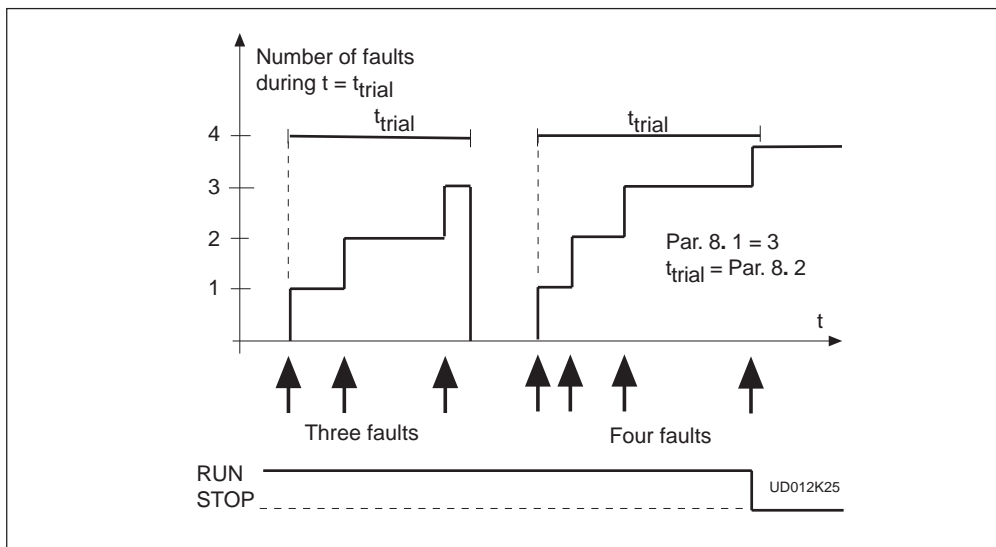 Number of faults
during t = ttrial
ttrial
ttrial
4
3
2
1
Par. 8. 1 = 3
ttrial = Par. 8. 2
t
Three faults
Four faults
RUN
STOP
UD012K25